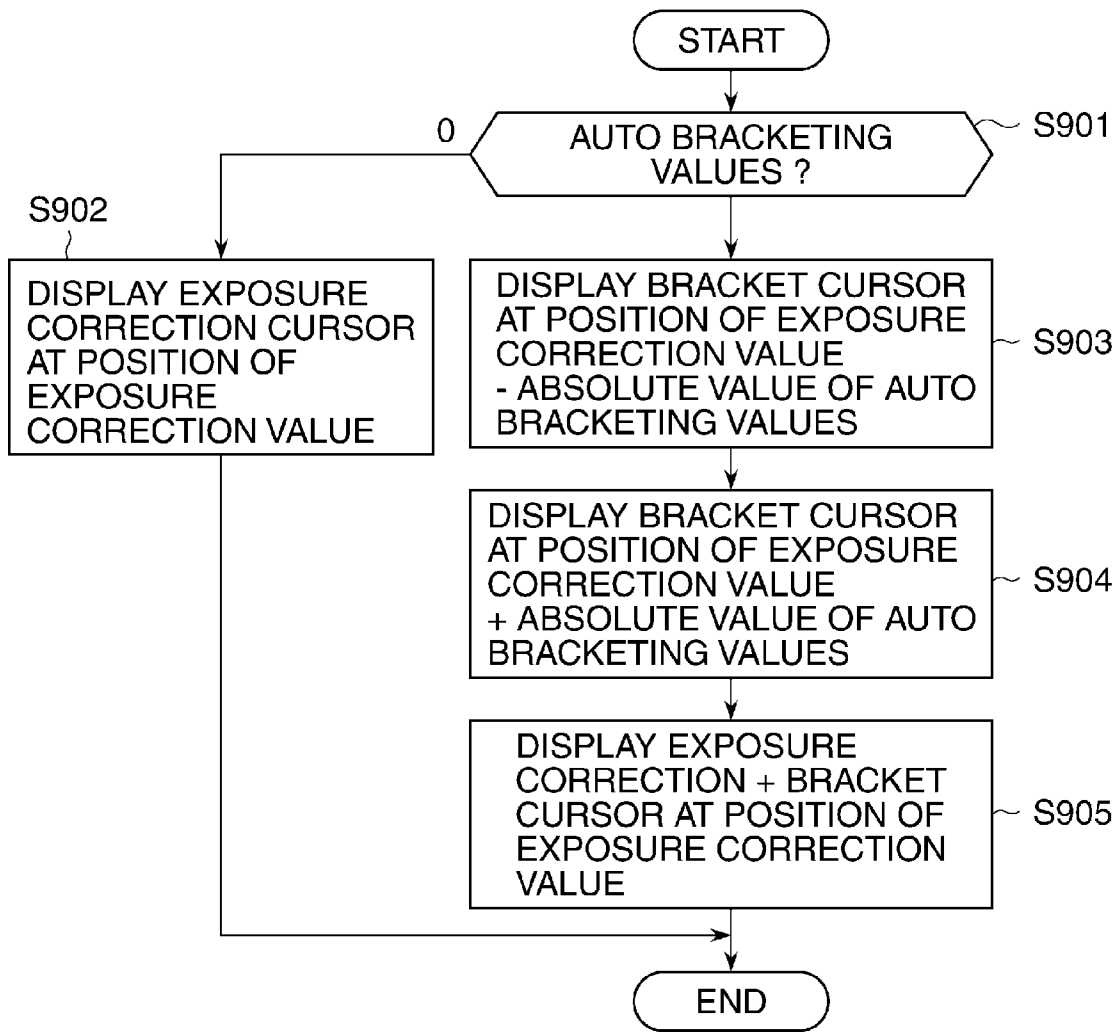 START
0
AUTO BRACKETING
VALUES ?
S901
S902
DISPLAY EXPOSURE
CORRECTION CURSOR
AT POSITION OF
EXPOSURE
CORRECTION VALUE
DISPLAY BRACKET CURSOR
AT POSITION OF EXPOSURE
CORRECTION VALUE
- ABSOLUTE VALUE OF AUTO
BRACKETING VALUES
S903
DISPLAY BRACKET CURSOR
AT POSITION OF EXPOSURE
CORRECTION VALUE
+ ABSOLUTE VALUE OF AUTO
BRACKETING VALUES
S904
DISPLAY EXPOSURE
CORRECTION + BRACKET
CURSOR AT POSITION OF
EXPOSURE CORRECTION
VALUE
S905
END